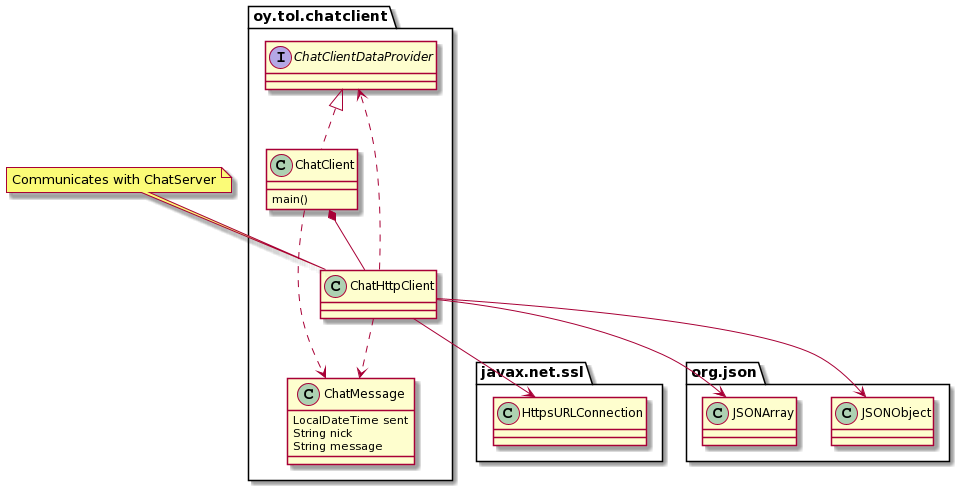 oy.tol.chatclient
I ChatClientDataProvider
C ChatClient
main()
Communicates with ChatServer
C ChatHttpClient
C ChatMessage
LocalDateTime sent
String nick
String message
javax.net.ssl
C HttpsURLConnection
org.json
C JSONArray
C JSONObject